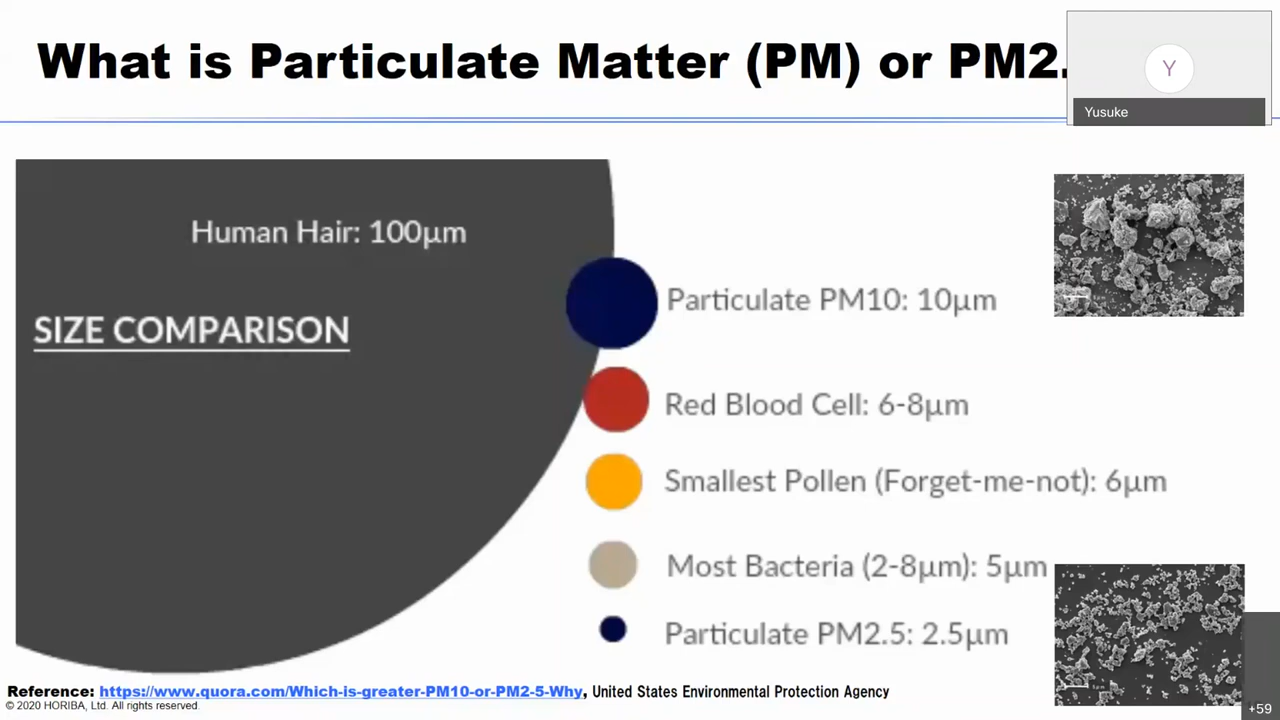 What is Particulate Matter (PM) or PM2.
Y
Yusuke
Human Hair: 100µm
SIZE COMPARISON
Particulate PM10: 10µm
Red Blood Cell: 6-8µm
Smallest Pollen (Forget-me-not): 6µm
Most Bacteria (2-8µm): 5µm
Particulate PM2.5: 2.5µm
Reference: https://www.quora.com/Which-is-greater-PM10-or-PM2-5-Why, United States Environmental Protection Agency
© 2020 HORIBA, Ltd. All rights reserved.
+59